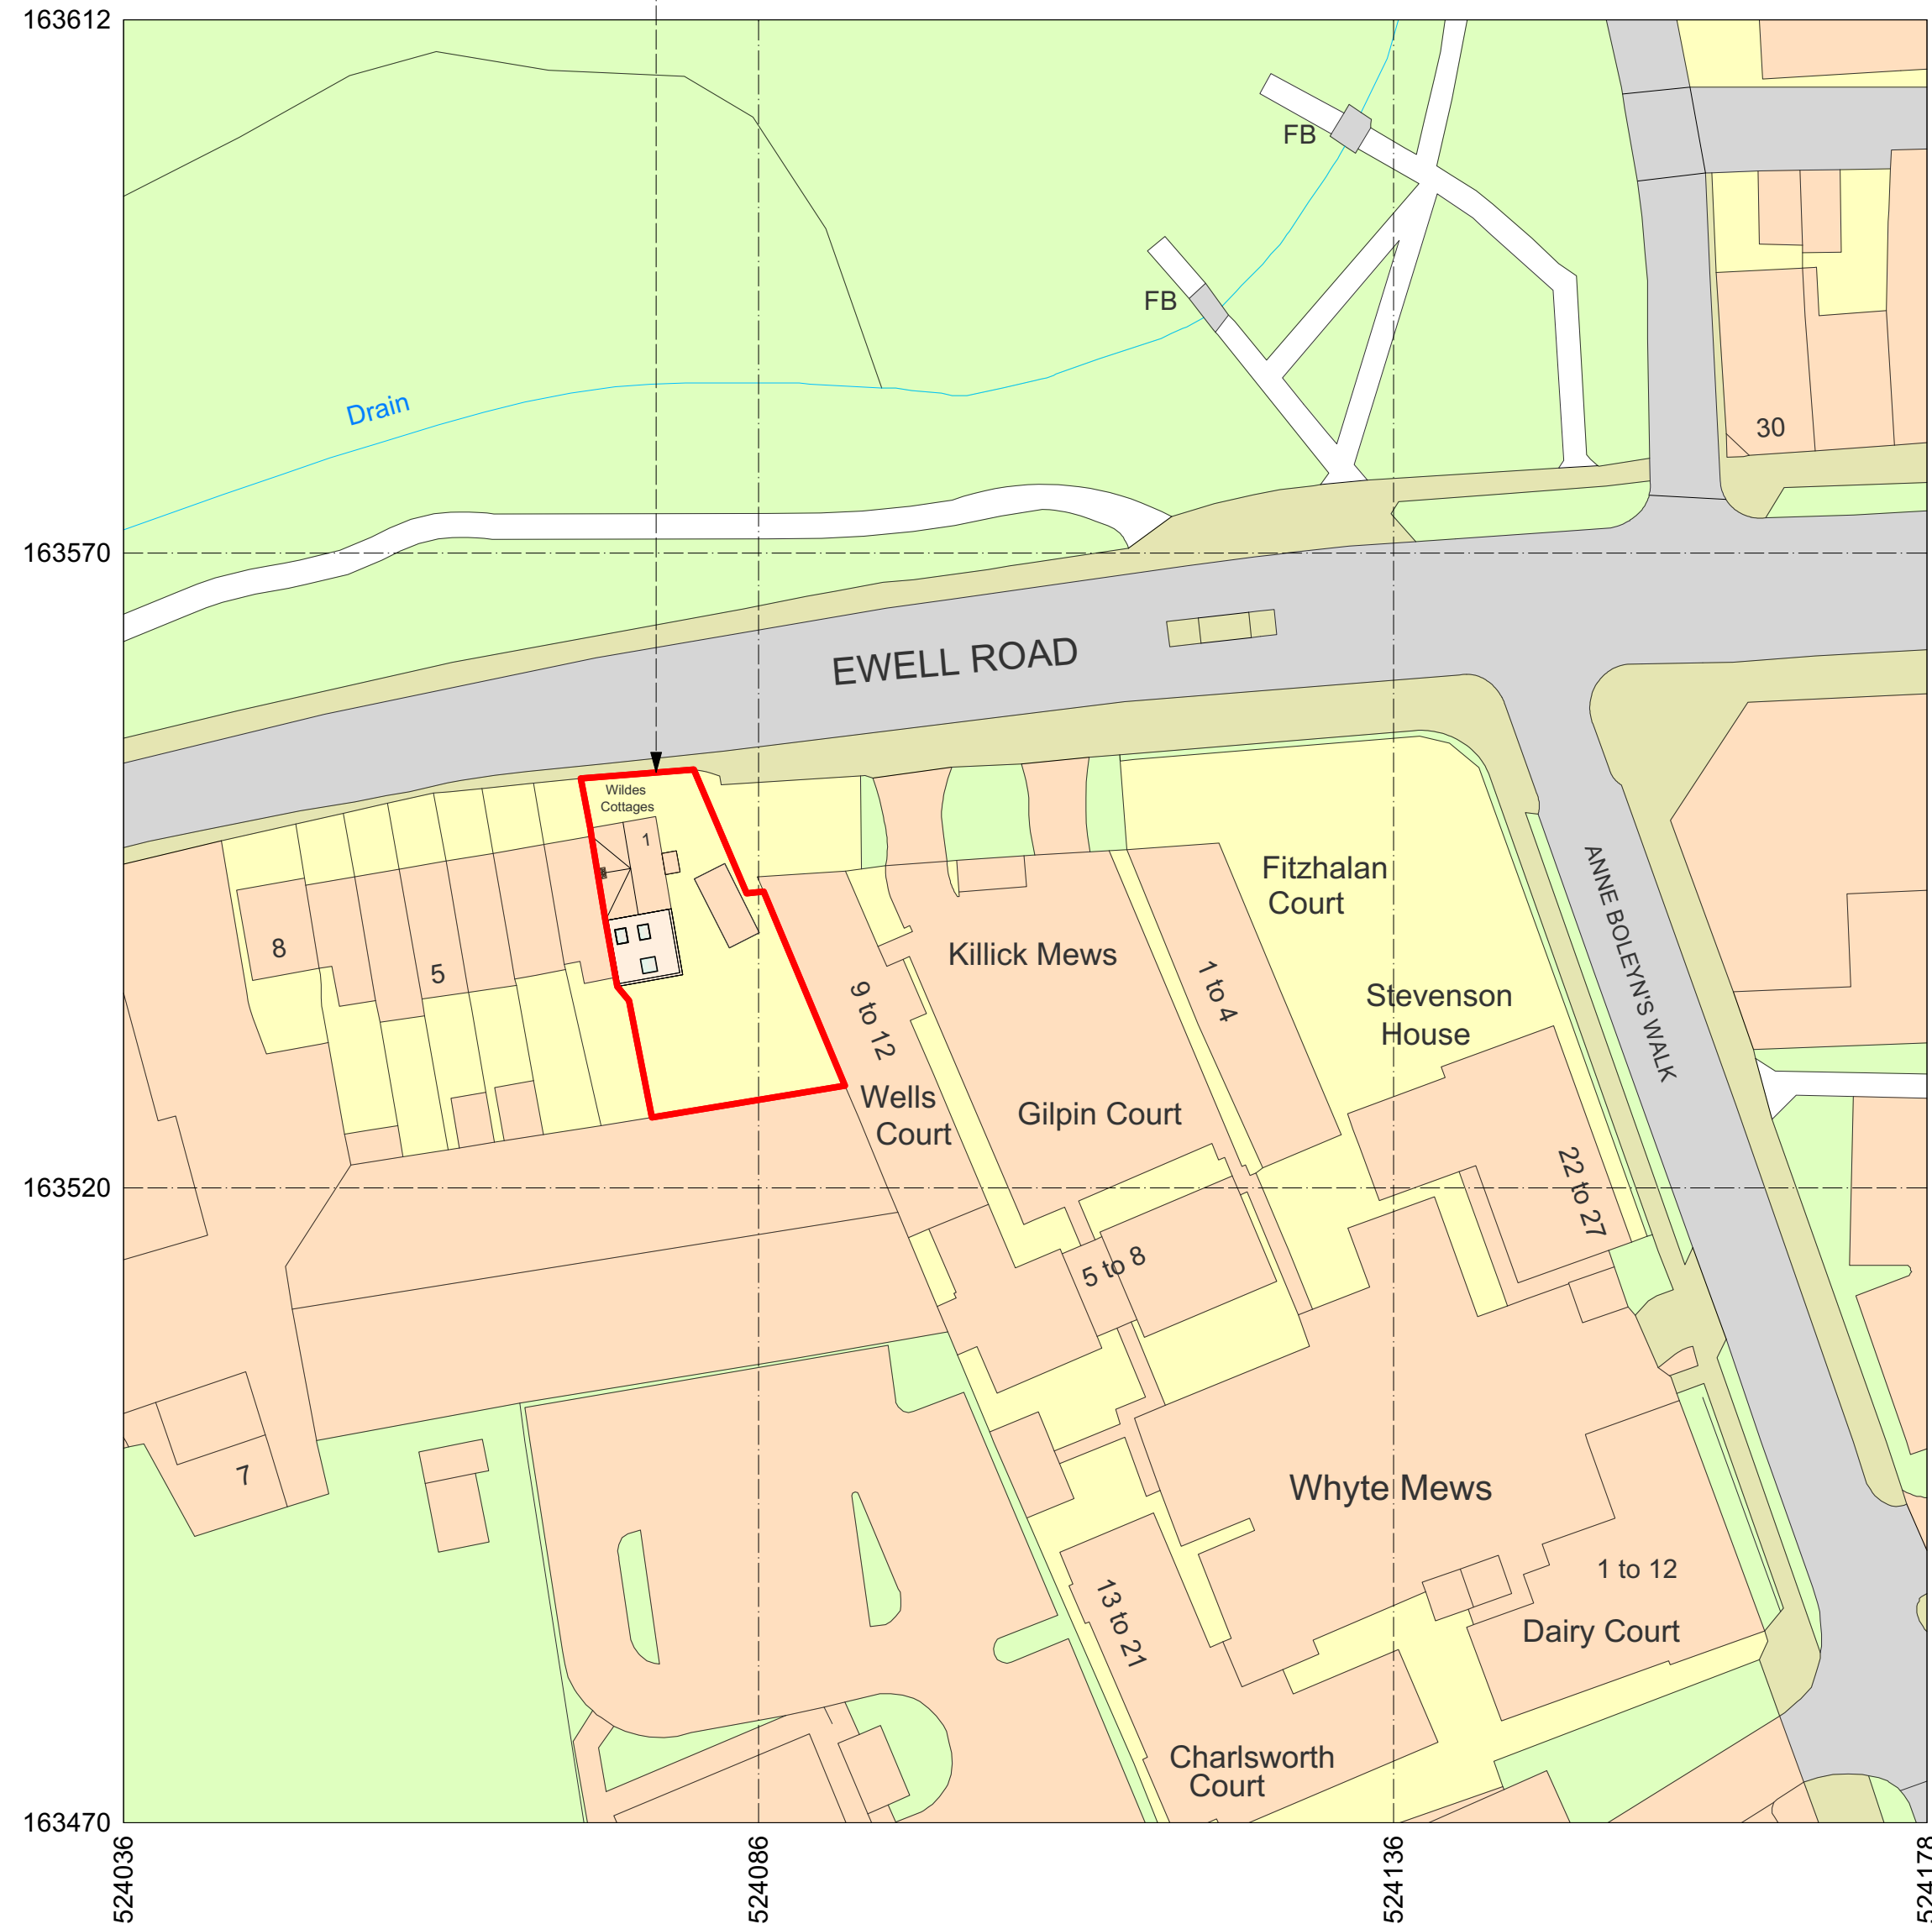 163612
FB
FB
Drain
30
163570
EWELL ROAD
Wildes
Cottages
1
ANNE BOLEYN'S WALK
Fitzhalan
Court
8
5
Killick Mews
9 to 12
1 to 4
Stevenson
House
Wells
Court
Gilpin Court
163520
22 to 27
5 to 8
7
Whyte Mews
13 to 21
1 to 12
Dairy Court
Charlsworth
Court
163470
524036
524086
524136
524178